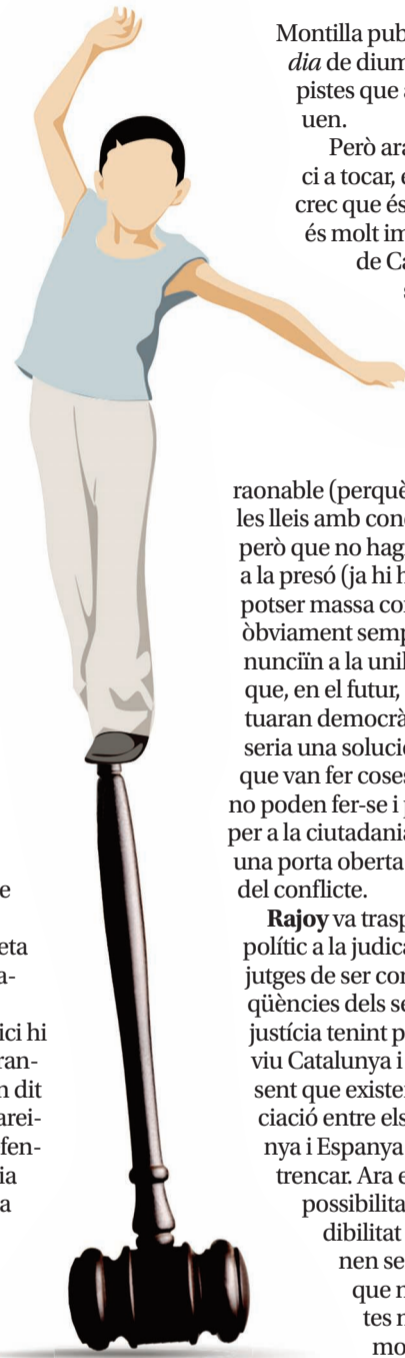 e
eta
a-
ici hi
ran-
n dit
arei-
fen-
ia
a
Montilla pub
dia de dium
pistes que a
uen.
Però ara
ci a tocar, e
crec que és
és molt im
de Ca
s
raonable (perquè
les lleis amb cond
però que no hag
a la presó (ja hi h
potser massa con
òbviament semp
nunciïn a la unil
que, en el futur,
tuaran democrà
seria una solució
que van fer coses
no poden fer-se i p
per a la ciutadania
una porta oberta
del conflicte.
Rajoy va trasp
polític a la judica
jutges de ser con
qüències dels se
justícia tenint p
viu Catalunya i
sent que existe
ciació entre els
nya i Espanya
trencar. Ara e
possibilita
dibilitat
nen se
que n
tes n
mo